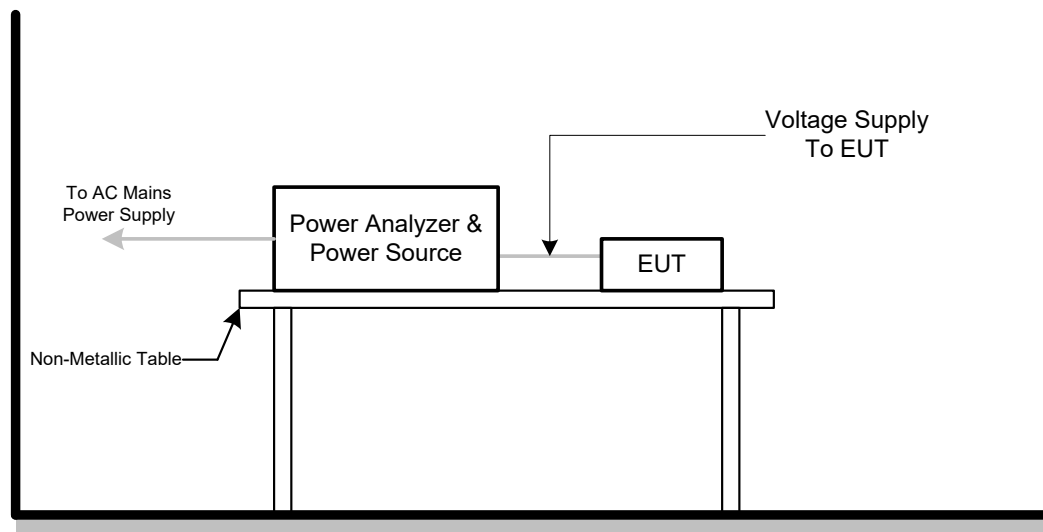 Voltage Supply
To EUT
To AC Mains
Power Supply
Power Analyzer &
Power Source
EUT
Non-Metallic Table